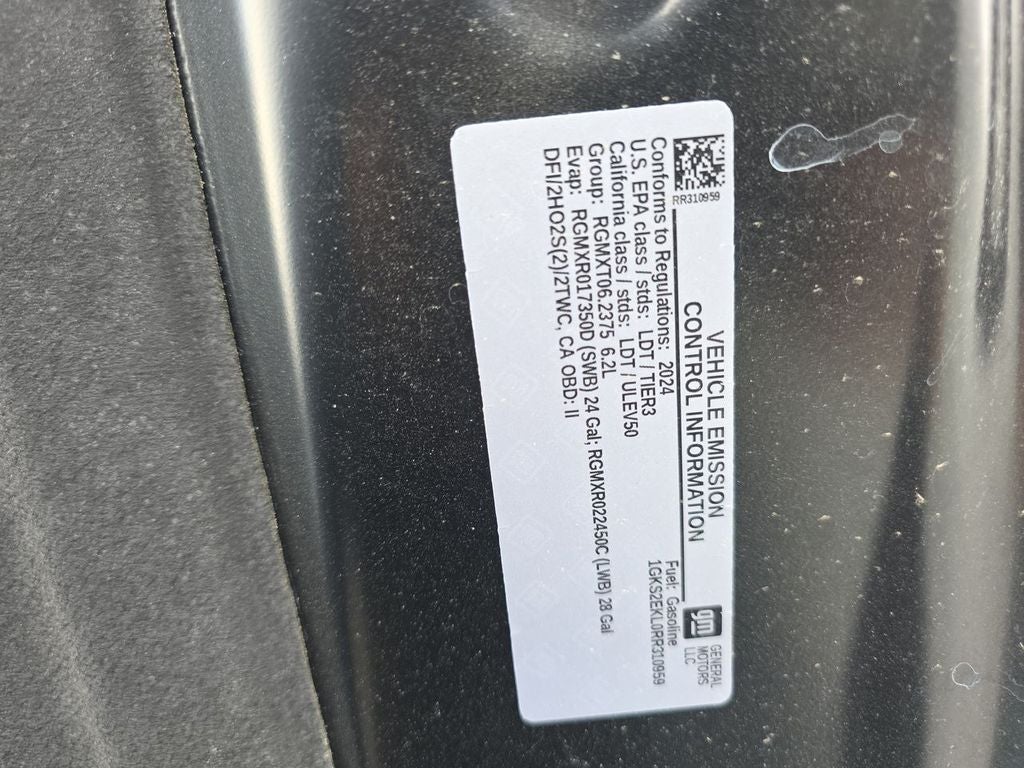 RR310959
VEHICLE EMISSION
CONTROL INFORMATION
gm
GENERAL
MOTORS
LLC
Conforms to Regulations: 2024
Fuel: Gasoline
U.S. EPA class / stds: LDT / TIER3
1GKS2EKL0RR310959
California class / stds: LDT / ULEV50
Group: RGMXT06.2375 6.2L
Evap: RGMXR017350D (SWB) 24 Gal; RGMXR022450C (LWB) 28 Gal
DFI/2HO2S(2)/2TWC, CA OBD: II